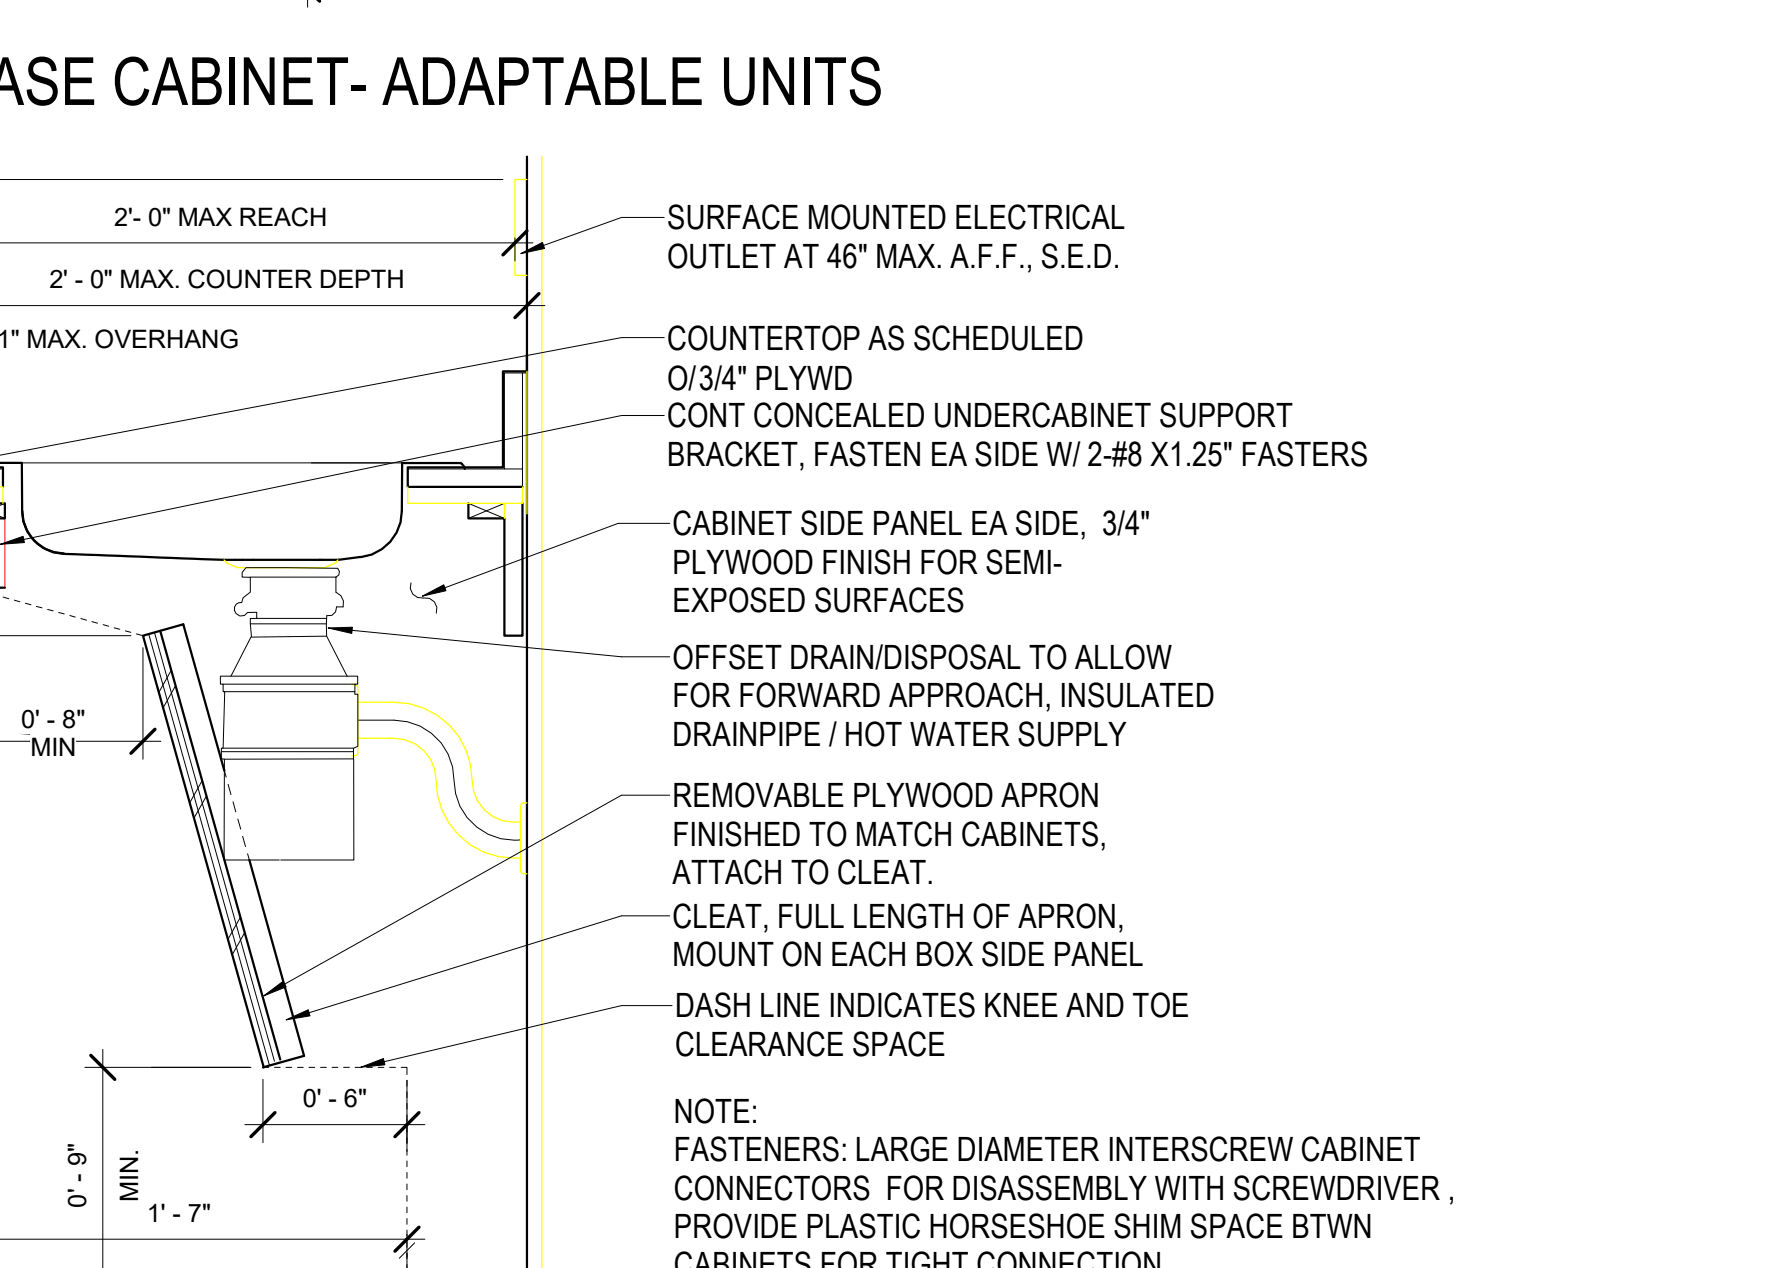 ASE CABINET- ADAPTABLE UNITS
2'- 0" MAX REACH
2' - 0" MAX. COUNTER DEPTH
1" MAX. OVERHANG
SURFACE MOUNTED ELECTRICAL
OUTLET AT 46" MAX. A.F.F., S.E.D.
COUNTERTOP AS SCHEDULED
O/3/4" PLYWD
CONT CONCEALED UNDERCABINET SUPPORT
BRACKET, FASTEN EA SIDE W/ 2-#8 X1.25" FASTERS
CABINET SIDE PANEL EA SIDE, 3/4"
PLYWOOD FINISH FOR SEMI-
EXPOSED SURFACES
OFFSET DRAIN/DISPOSAL TO ALLOW
FOR FORWARD APPROACH, INSULATED
DRAINPIPE / HOT WATER SUPPLY
0' - 8"
MIN
REMOVABLE PLYWOOD APRON
FINISHED TO MATCH CABINETS,
ATTACH TO CLEAT.
CLEAT, FULL LENGTH OF APRON,
MOUNT ON EACH BOX SIDE PANEL
DASH LINE INDICATES KNEE AND TOE
CLEARANCE SPACE
0' - 6"
0' - 9"
MIN.
1' - 7"
NOTE:
FASTENERS: LARGE DIAMETER INTERSCREW CABINET
CONNECTORS FOR DISASSEMBLY WITH SCREWDRIVER ,
PROVIDE PLASTIC HORSESHOE SHIM SPACE BTWN
CABINETS FOR TIGHT CONNECTION